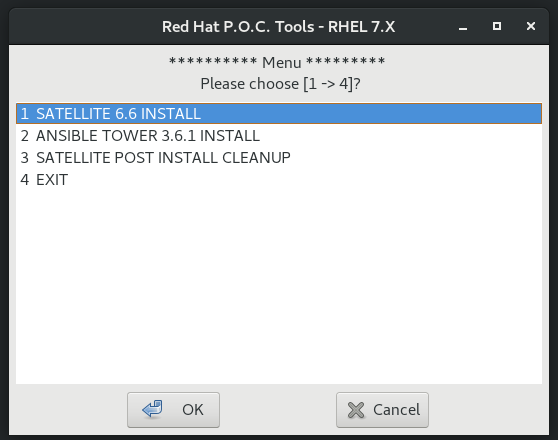 Red Hat P.O.C. Tools - RHEL 7.X
********** Menu *********
Please choose [1 -> 4]?
1 SATELLITE 6.6 INSTALL
2 ANSIBLE TOWER 3.6.1 INSTALL
3 SATELLITE POST INSTALL CLEANUP
4 EXIT
OK
Cancel